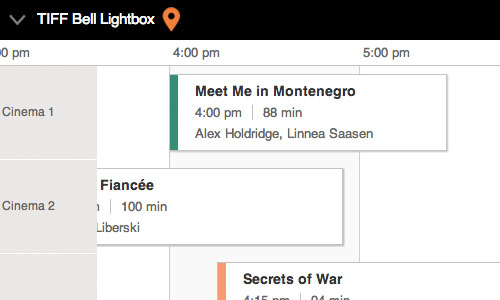 TIFF Bell Lightbox
00 pm 4:00 pm 5:00 pm
Cinema 1
Meet Me in Montenegro
4:00 pm 88 min
Alex Holdridge, Linnea Saasen
Cinema 2
Fiancée
100 min
Liberski
Secrets of War
4:15 pm 94 min